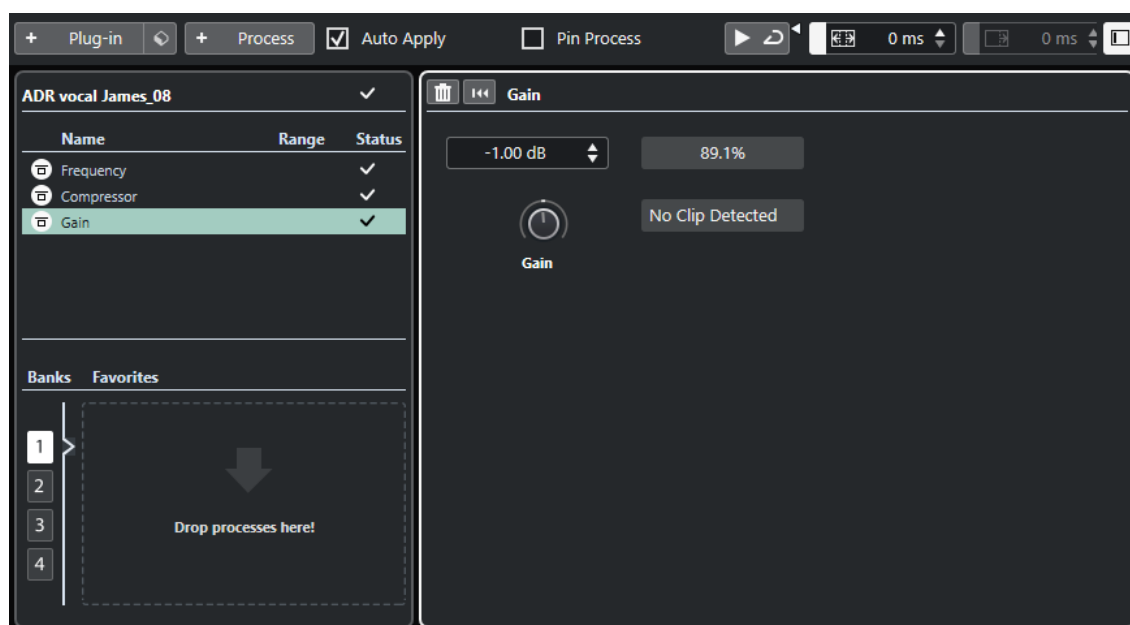 + Plug-in + Process Auto Apply Pin Process 0 ms 0 ms
ADR vocal James_08
Name Range Status
Frequency
Compressor
Gain
Banks Favorites
1
2
3
4
Drop processes here!
Gain
-1.00 dB 89.1%
No Clip Detected
Gain